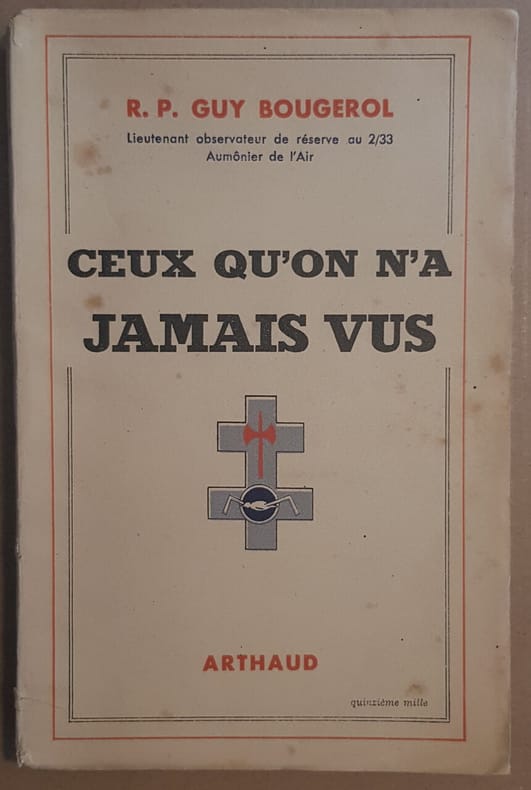 R. P. GUY BOUGEROL
Lieutenant observateur de réserve au 2/33
Aumônier de l'Air
CEUX QU'ON N'A
JAMAIS VUS
ARTHAUD
quinzième mille